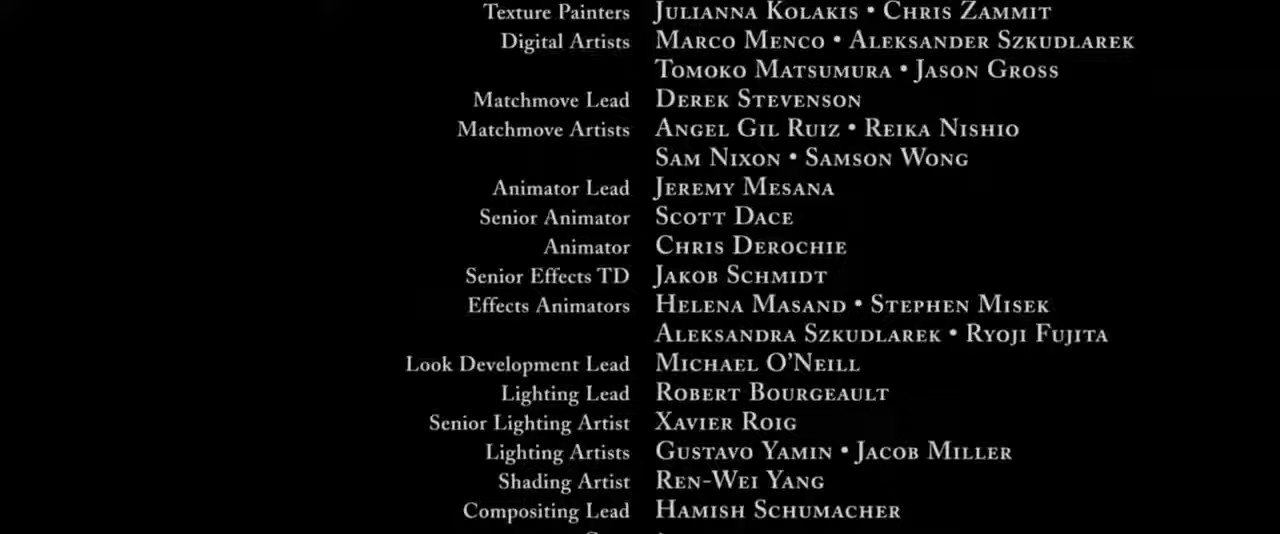 Texture Painters JULIANNA KOLAKIS • CHRIS ZAMMIT
Digital Artists MARCO MENCO • ALEKSANDER SZKUDLAREK
TOMOKO MATSUMURA • JASON GROSS
Matchmove Lead DEREK STEVENSON
Matchmove Artists ANGEL GIL RUIZ • REIKA NISHIO
SAM NIXON • SAMSON WONG
Animator Lead JEREMY MESANA
Senior Animator SCOTT DACE
Animator CHRIS DEROCHIE
Senior Effects TD JAKOB SCHMIDT
Effects Animators HELENA MASAND • STEPHEN MISEK
ALEKSANDRA SZKUDLAREK • RYOJI FUJITA
Look Development Lead MICHAEL O'NEILL
Lighting Lead ROBERT BOURGEAULT
Senior Lighting Artist XAVIER ROIG
Lighting Artists GUSTAVO YAMIN • JACOB MILLER
Shading Artist REN-WEI YANG
Compositing Lead HAMISH SCHUMACHER